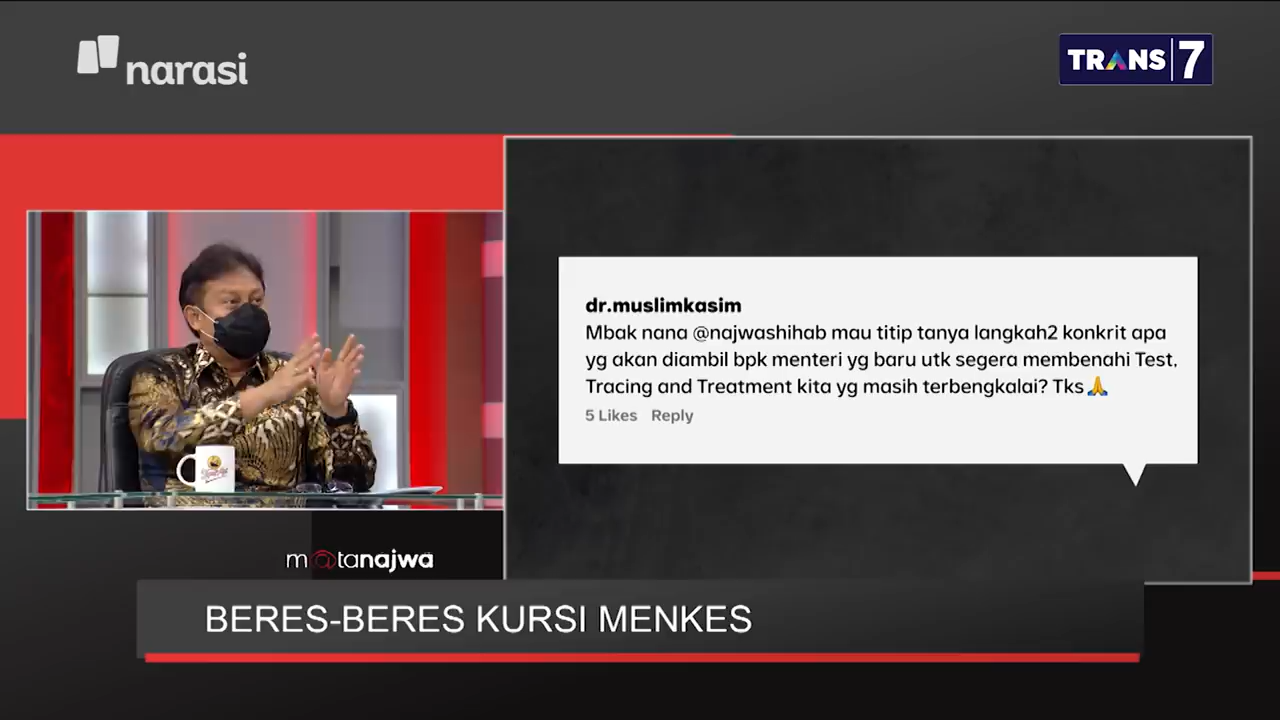 narasi
TRANS 7
dr.muslimkasim
Mbak nana @najwashihab mau titip tanya langkah2 konkrit apa
yg akan diambil bpk menteri yg baru utk segera membenahi Test,
Tracing and Treatment kita yg masih terbengkalai? Tks🙏
5 Likes Reply
m@tanajwa
BERES-BERES KURSI MENKES